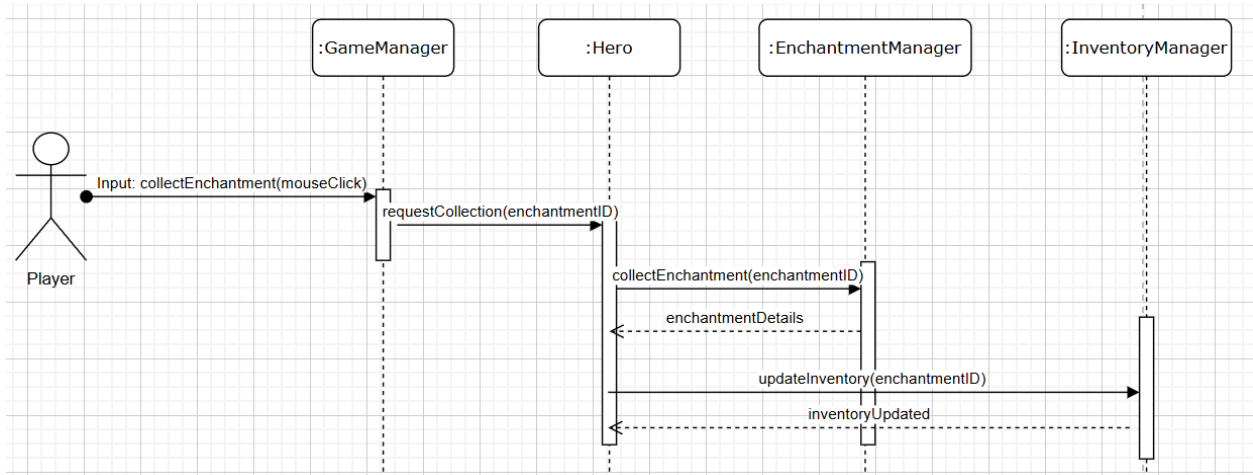 :GameManager
:Hero
:EnchantmentManager
:InventoryManager
Input: collectEnchantment(mouseClick)
requestCollection(enchantmentID)
Player
collectEnchantment(enchantmentID)
enchantmentDetails
updateInventory(enchantmentID)
inventoryUpdated